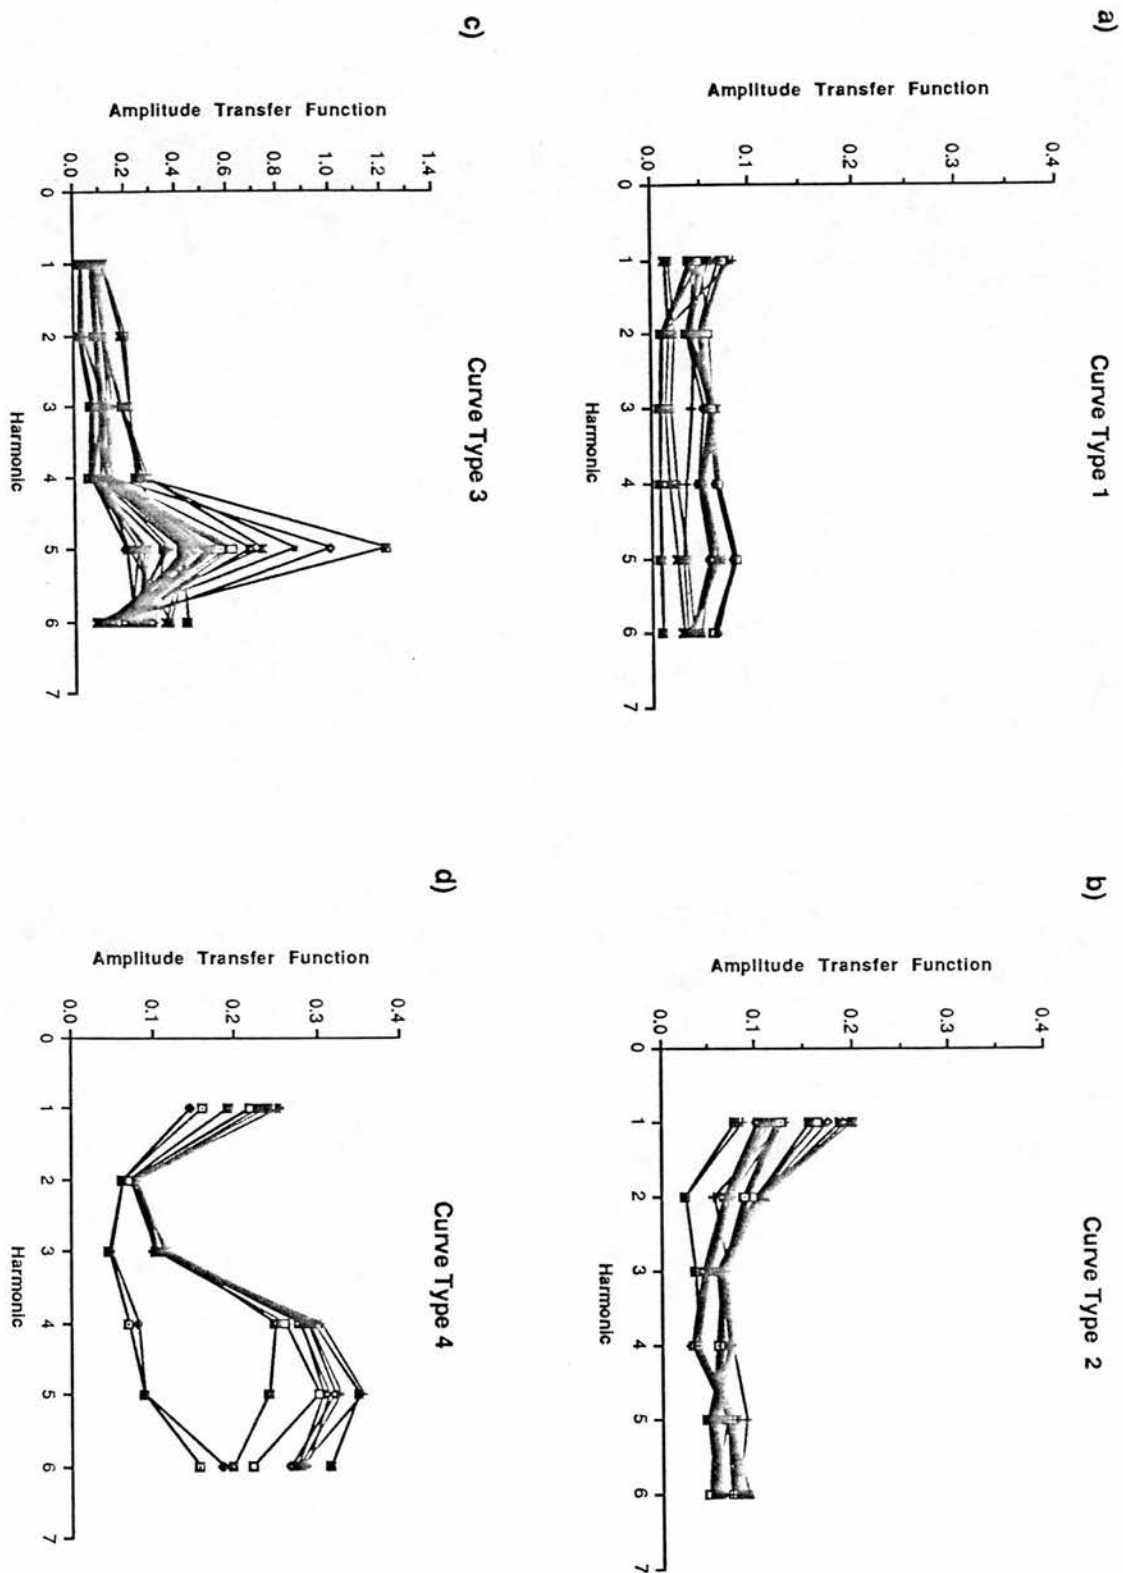 a)
Curve Type 1
Amplitude Transfer Function
0.4
0.3
0.2
0.1
0.0
0 1 2 3 4 5 6 7
Harmonic
b)
Curve Type 2
Amplitude Transfer Function
0.4
0.3
0.2
0.1
0.0
0 1 2 3 4 5 6 7
Harmonic
c)
Curve Type 3
Amplitude Transfer Function
1.4
1.2
1.0
0.8
0.6
0.4
0.2
0.0
0 1 2 3 4 5 6 7
Harmonic
d)
Curve Type 4
Amplitude Transfer Function
0.4
0.3
0.2
0.1
0.0
0 1 2 3 4 5 6 7
Harmonic